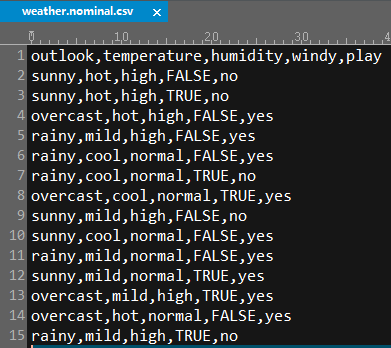 weather.nominal.csv ×
0 10 20 30 4
1 outlook,temperature,humidity,windy,play
2 sunny,hot,high,FALSE,no
3 sunny,hot,high,TRUE,no
4 overcast,hot,high,FALSE,yes
5 rainy,mild,high,FALSE,yes
6 rainy,cool,normal,FALSE,yes
7 rainy,cool,normal,TRUE,no
8 overcast,cool,normal,TRUE,yes
9 sunny,mild,high,FALSE,no
10 sunny,cool,normal,FALSE,yes
11 rainy,mild,normal,FALSE,yes
12 sunny,mild,normal,TRUE,yes
13 overcast,mild,high,TRUE,yes
14 overcast,hot,normal,FALSE,yes
15 rainy,mild,high,TRUE,no